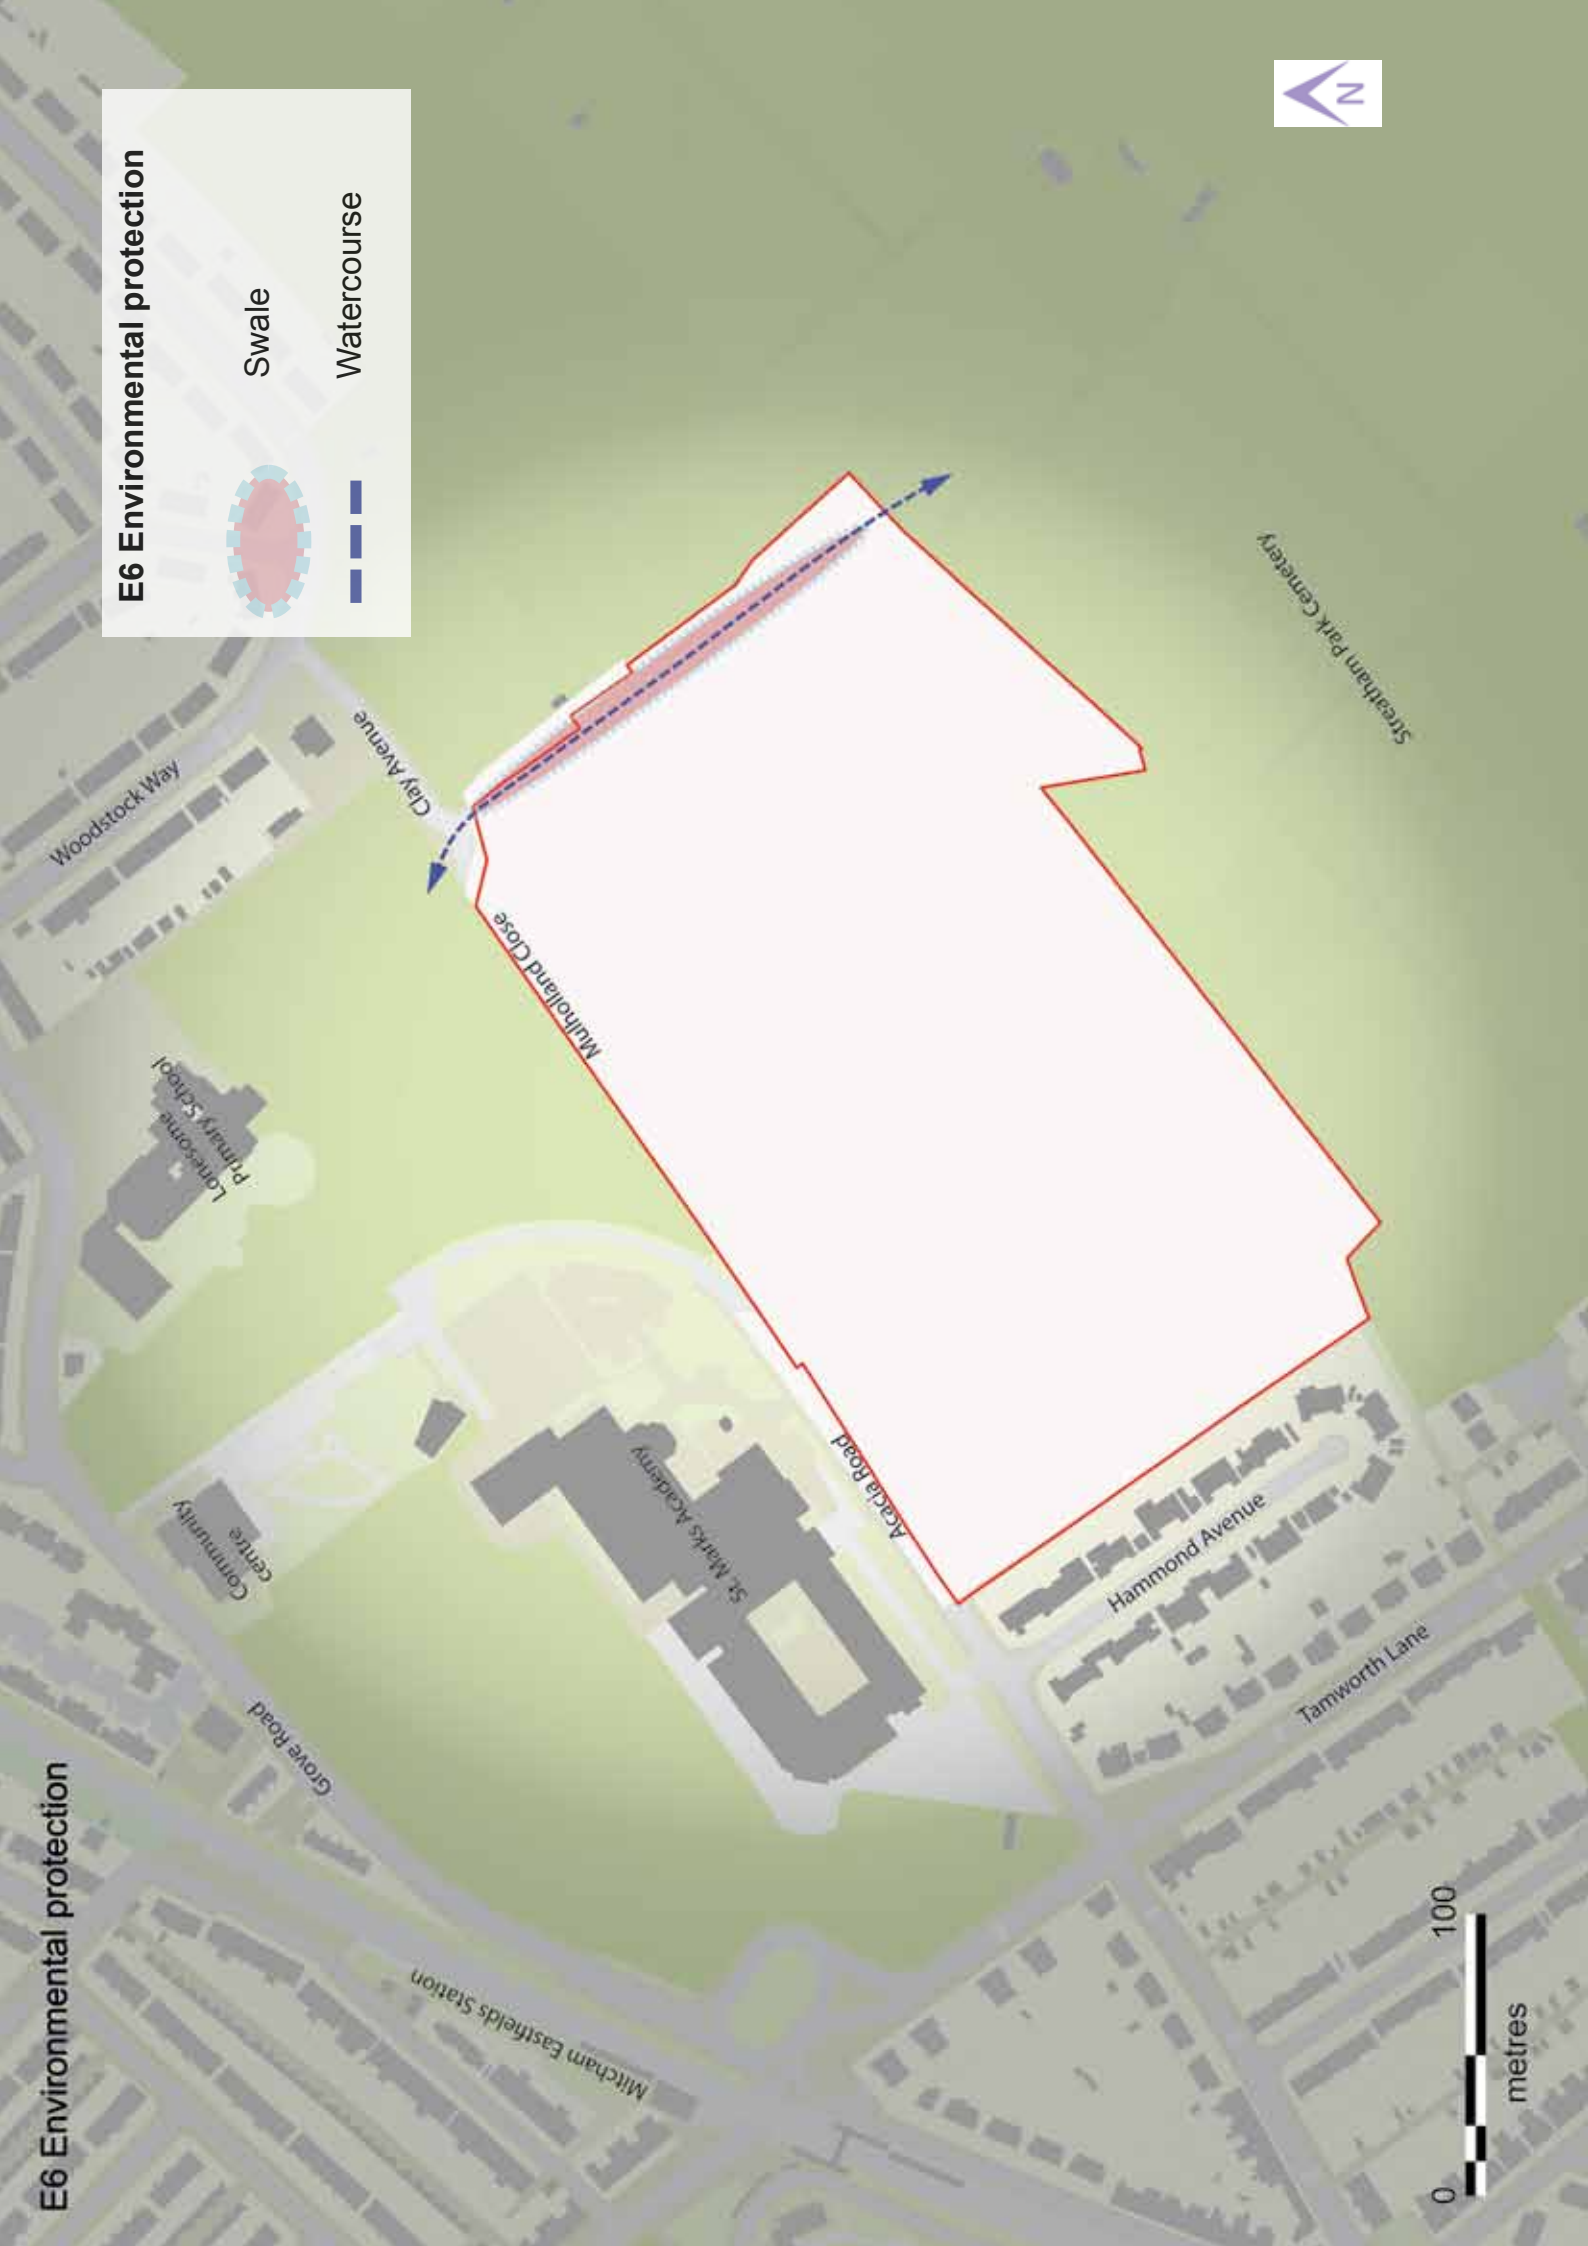 E6 Environmental protection
E6 Environmental protection
Swale
Watercourse
N
Woodstock Way
Clay Avenue
Lonesome
Primary School
Mulholland Close
Community
centre
Grove Road
St. Marks Academy
Acacia Road
Mitcham Eastfields Station
Hammond Avenue
Tamworth Lane
Streatham Park Cemetery
0
100
metres